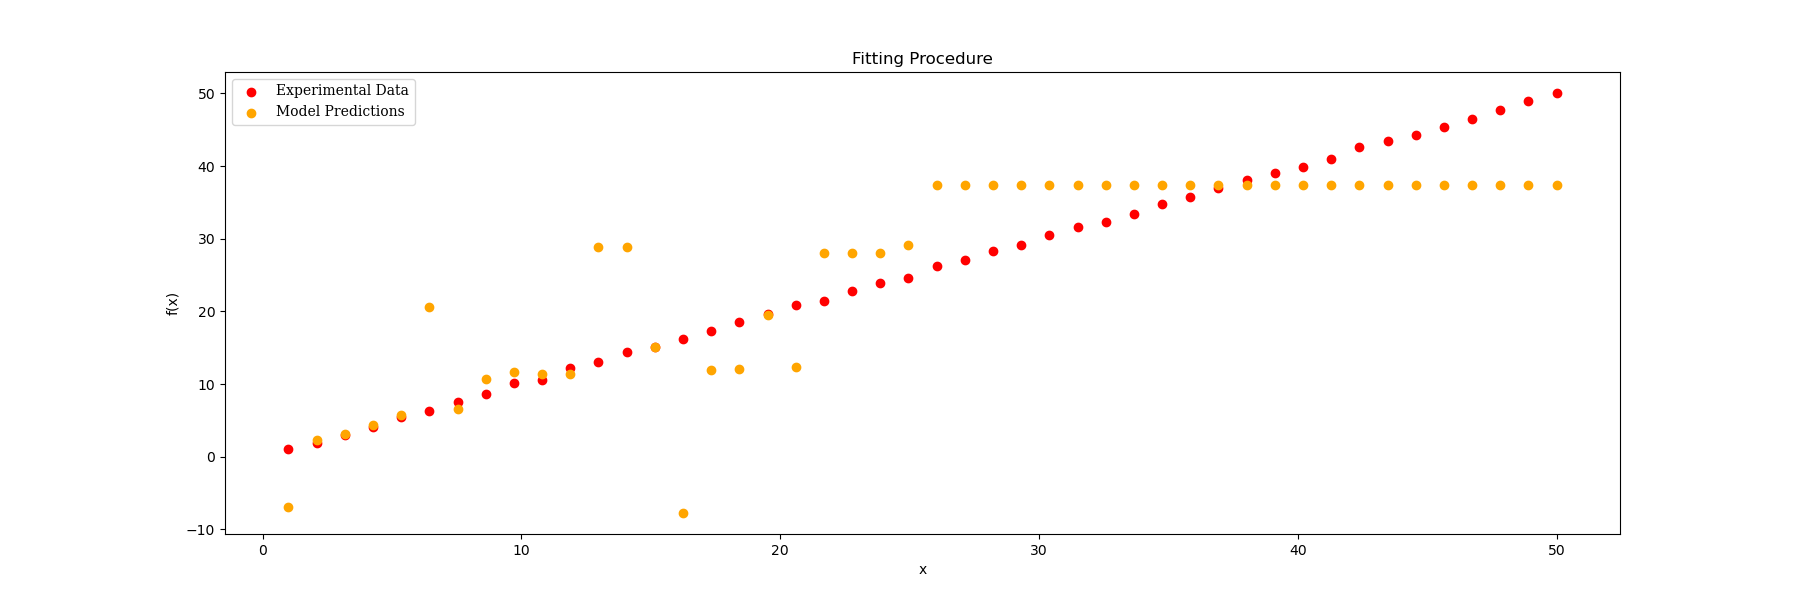 Fitting Procedure
Experimental Data
Model Predictions
50
40
30
20
10
0
−10
f(x)
0 10 20 30 40 50
x